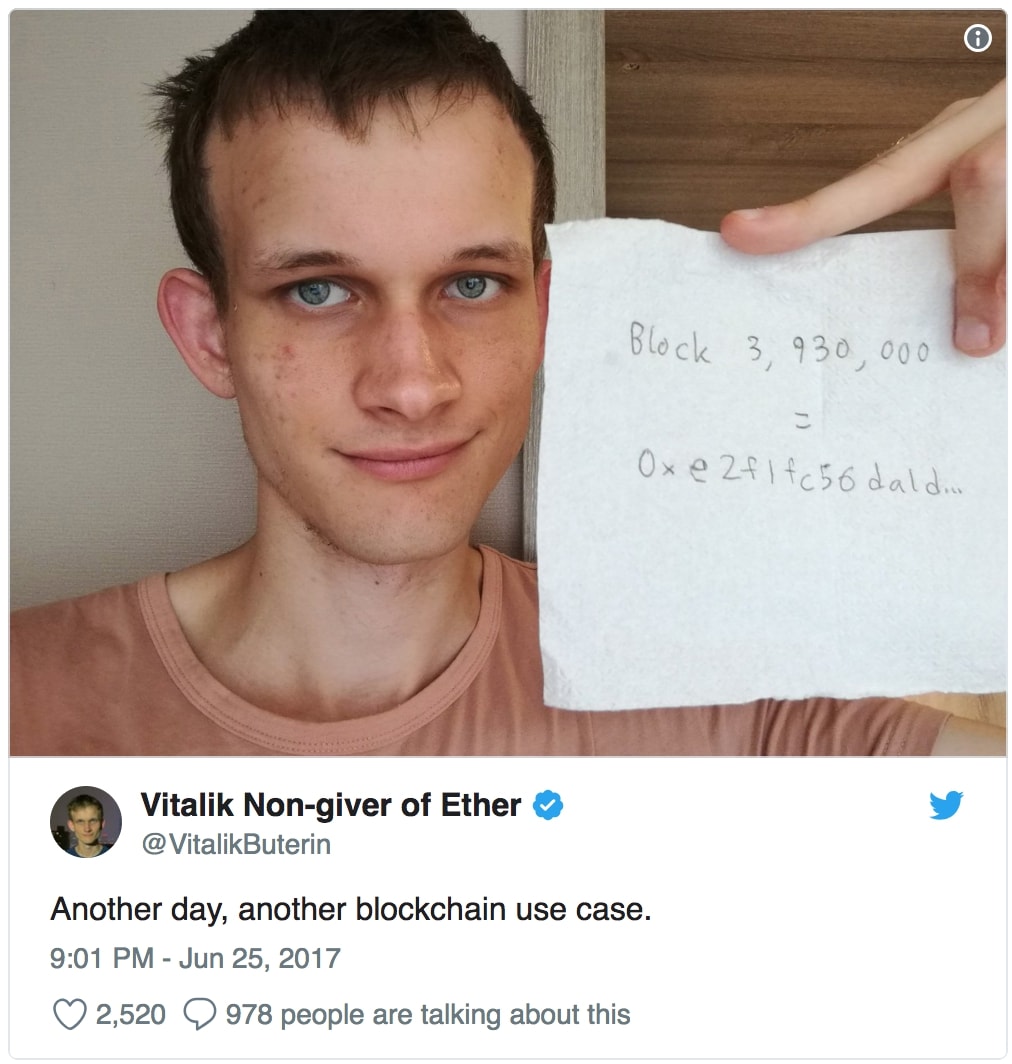 Block 3,930,000
=
0xe2f1fc56da1d...
Vitalik Non-giver of Ether
@VitalikButerin
Another day, another blockchain use case.
9:01 PM - Jun 25, 2017
2,520 978 people are talking about this